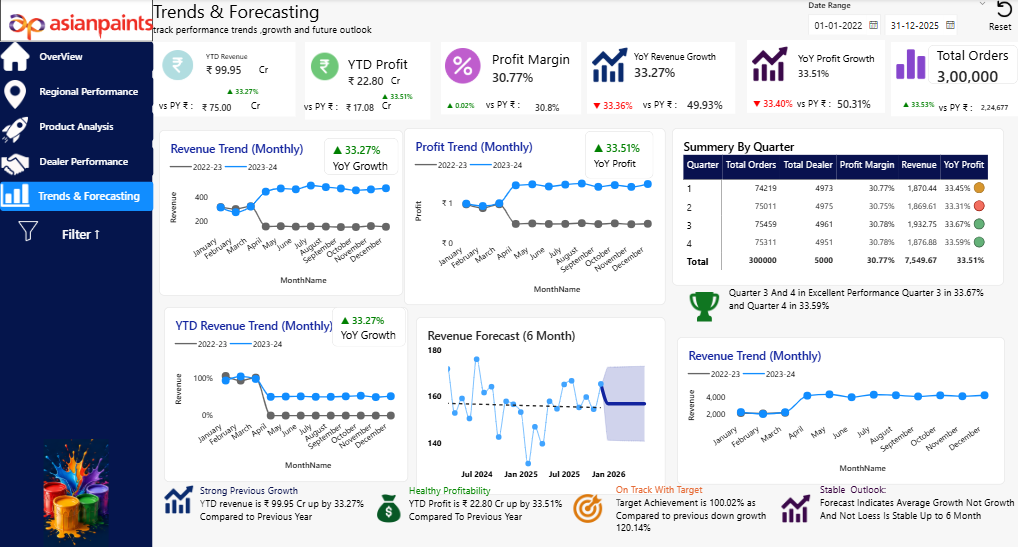 asianpaints
Trends & Forecasting
track performance trends ,growth and future outlook
Date Range
01-01-2022
31-12-2025
Reset
OverView
Regional Performance
Product Analysis
Dealer Performance
Trends & Forecasting
Filter ↑
YTD Revenue
₹ 99.95 Cr
▲ 33.27%
vs PY ₹ : ₹ 75.00 Cr
YTD Profit
₹ 22.80 Cr
▲ 33.51%
vs PY ₹ : ₹ 17.08 Cr
Profit Margin
30.77%
▲ 0.02% vs PY ₹ : 30.8%
YoY Revenue Growth
33.27%
▼ 33.36% vs PY ₹ : 49.93%
YoY Profit Growth
33.51%
▼ 33.40% vs PY ₹ : 50.31%
Total Orders
3,00,000
▲ 33.53% vs PY ₹ : 2,24,677
Revenue Trend (Monthly)
▲ 33.27%
YoY Growth
2022-23 2023-24
Revenue
400
200
January February March April May June July August September October November December
MonthName
Profit Trend (Monthly)
▲ 33.51%
YoY Profit
2022-23 2023-24
Profit
₹ 1
₹ 0
January February March April May June July August September October November December
MonthName
Summery By Quarter
Quarter Total Orders Total Dealer Profit Margin Revenue YoY Profit
1 74219 4973 30.77% 1,870.44 33.45%
2 75011 4975 30.75% 1,869.61 33.31%
3 75459 4961 30.78% 1,932.75 33.67%
4 75311 4951 30.78% 1,876.88 33.59%
Total 300000 5000 30.77% 7,549.67 33.51%
Quarter 3 And 4 in Excellent Performance Quarter 3 in 33.67%
and Quarter 4 in 33.59%
YTD Revenue Trend (Monthly)
▲ 33.27%
YoY Growth
2022-23 2023-24
Revenue
100%
0%
January February March April May June July August September October November December
MonthName
Revenue Forecast (6 Month)
180
160
140
Jul 2024 Jan 2025 Jul 2025 Jan 2026
Revenue Trend (Monthly)
2022-23 2023-24
Revenue
4,000
2,000
January February March April May June July August September October November December
MonthName
Strong Previous Growth
YTD revenue is ₹ 99.95 Cr up by 33.27%
Compared to Previous Year
Healthy Profitability
YTD Profit is ₹ 22.80 Cr up by 33.51%
Compared To Previous Year
On Track With Target
Target Achievement is 100.02% as
Compared to previous down growth
120.14%
Stable Outlook:
Forecast Indicates Average Growth Not Growth
And Not Loess Is Stable Up to 6 Month